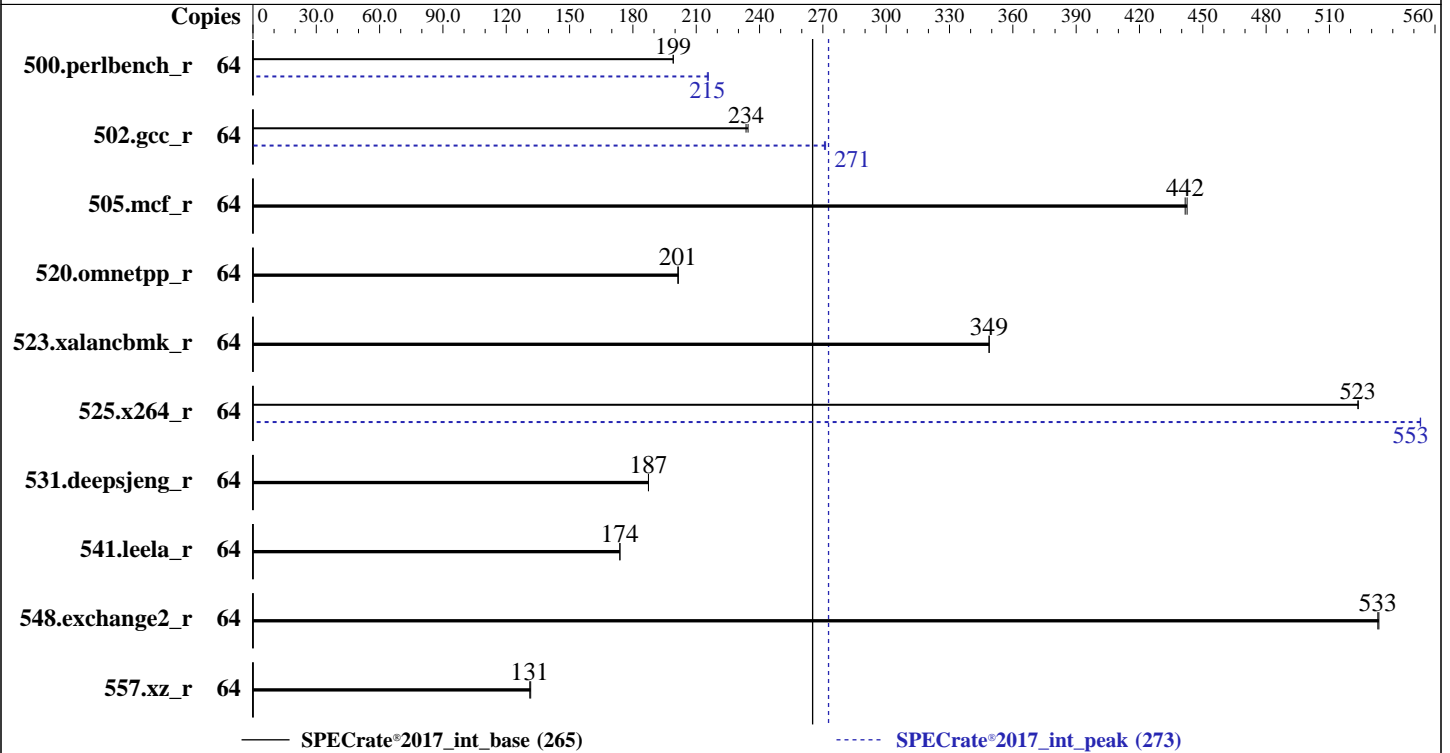 Copies 0 30.0 60.0 90.0 120 150 180 210 240 270 300 330 360 390 420 450 480 510 560
500.perlbench_r 64 199
215
502.gcc_r 64 234
271
505.mcf_r 64 442
520.omnetpp_r 64 201
523.xalancbmk_r 64 349
525.x264_r 64 523
553
531.deepsjeng_r 64 187
541.leela_r 64 174
548.exchange2_r 64 533
557.xz_r 64 131
SPECrate®2017_int_base (265) SPECrate®2017_int_peak (273)